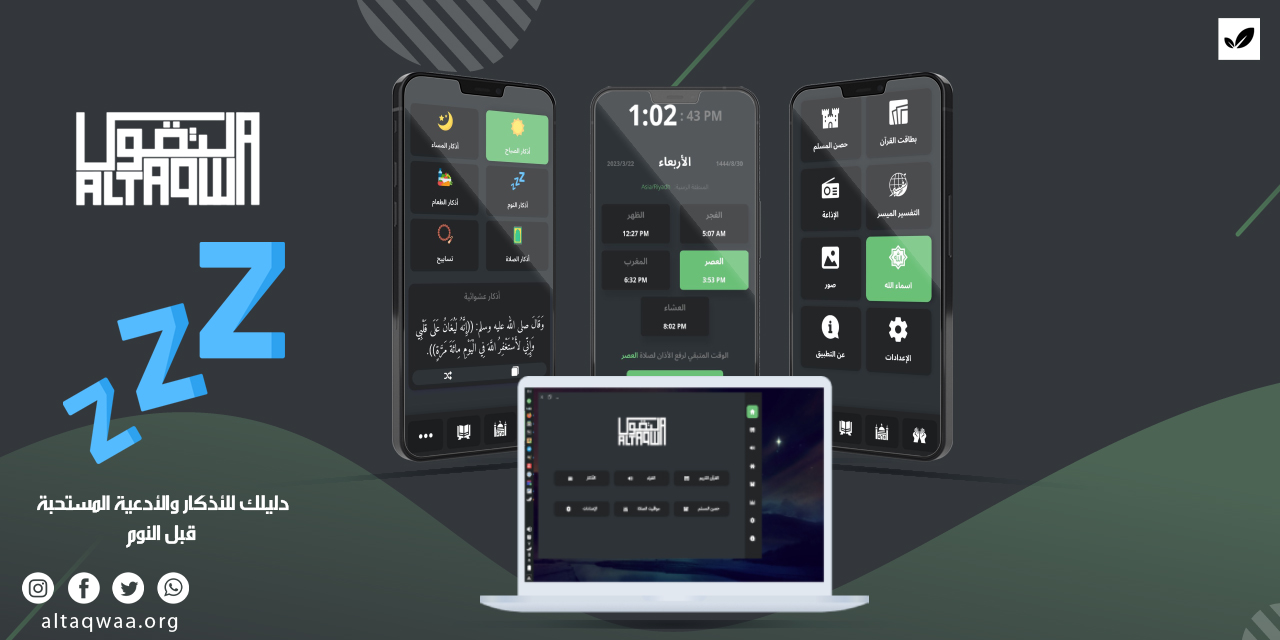 التقوى
ALTAQWA
دليلك للأذكار والأدعية المستحبة
قبل النوم
altaqwaa.org
أذكار المساء
أذكار الصباح
أذكار الطعام
أذكار النوم
تسابيح
أذكار الصلاة
أذكار عشوائية
وَقَالَ صلى الله عليه وسلم: ((إِنَّهُ لَيُغَانُ عَلَى قَلْبِي
وَإِنِّي لأَسْتَغْفِرُ اللَّهَ فِي الْيَوْمِ مِائَةَ مَرَّةٍ)).
1:02 : 43 PM
2023/3/22
الأربعاء
1444/8/30
Asia/Riyadh
الظهر
12:27 PM
الفجر
5:07 AM
المغرب
6:32 PM
العصر
3:53 PM
العشاء
8:02 PM
الوقت المتبقي لرفع الأذان لصلاة العصر
حصن المسلم
بطاقت القرآن
الإذاعة
التفسير الميسر
صور
اسماء الله
عن التطبيق
الإعدادات
التقوى
ALTAQWA